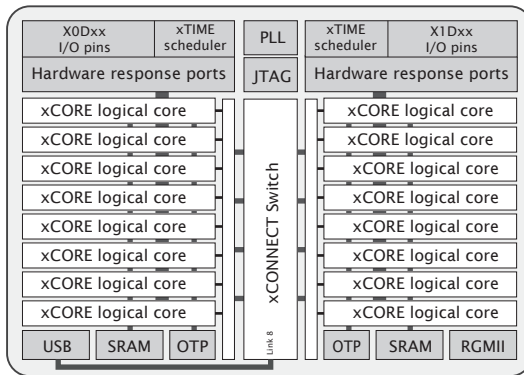 X0Dxx
I/O pins
xTIME
scheduler
PLL
xTIME
scheduler
X1Dxx
I/O pins
Hardware response ports
JTAG
Hardware response ports
xCORE logical core
xCORE logical core
xCORE logical core
xCORE logical core
xCORE logical core
xCORE logical core
xCORE logical core
xCORE logical core
xCONNECT Switch
Link 8
xCORE logical core
xCORE logical core
xCORE logical core
xCORE logical core
xCORE logical core
xCORE logical core
xCORE logical core
xCORE logical core
USB
SRAM
OTP
OTP
SRAM
RGMII